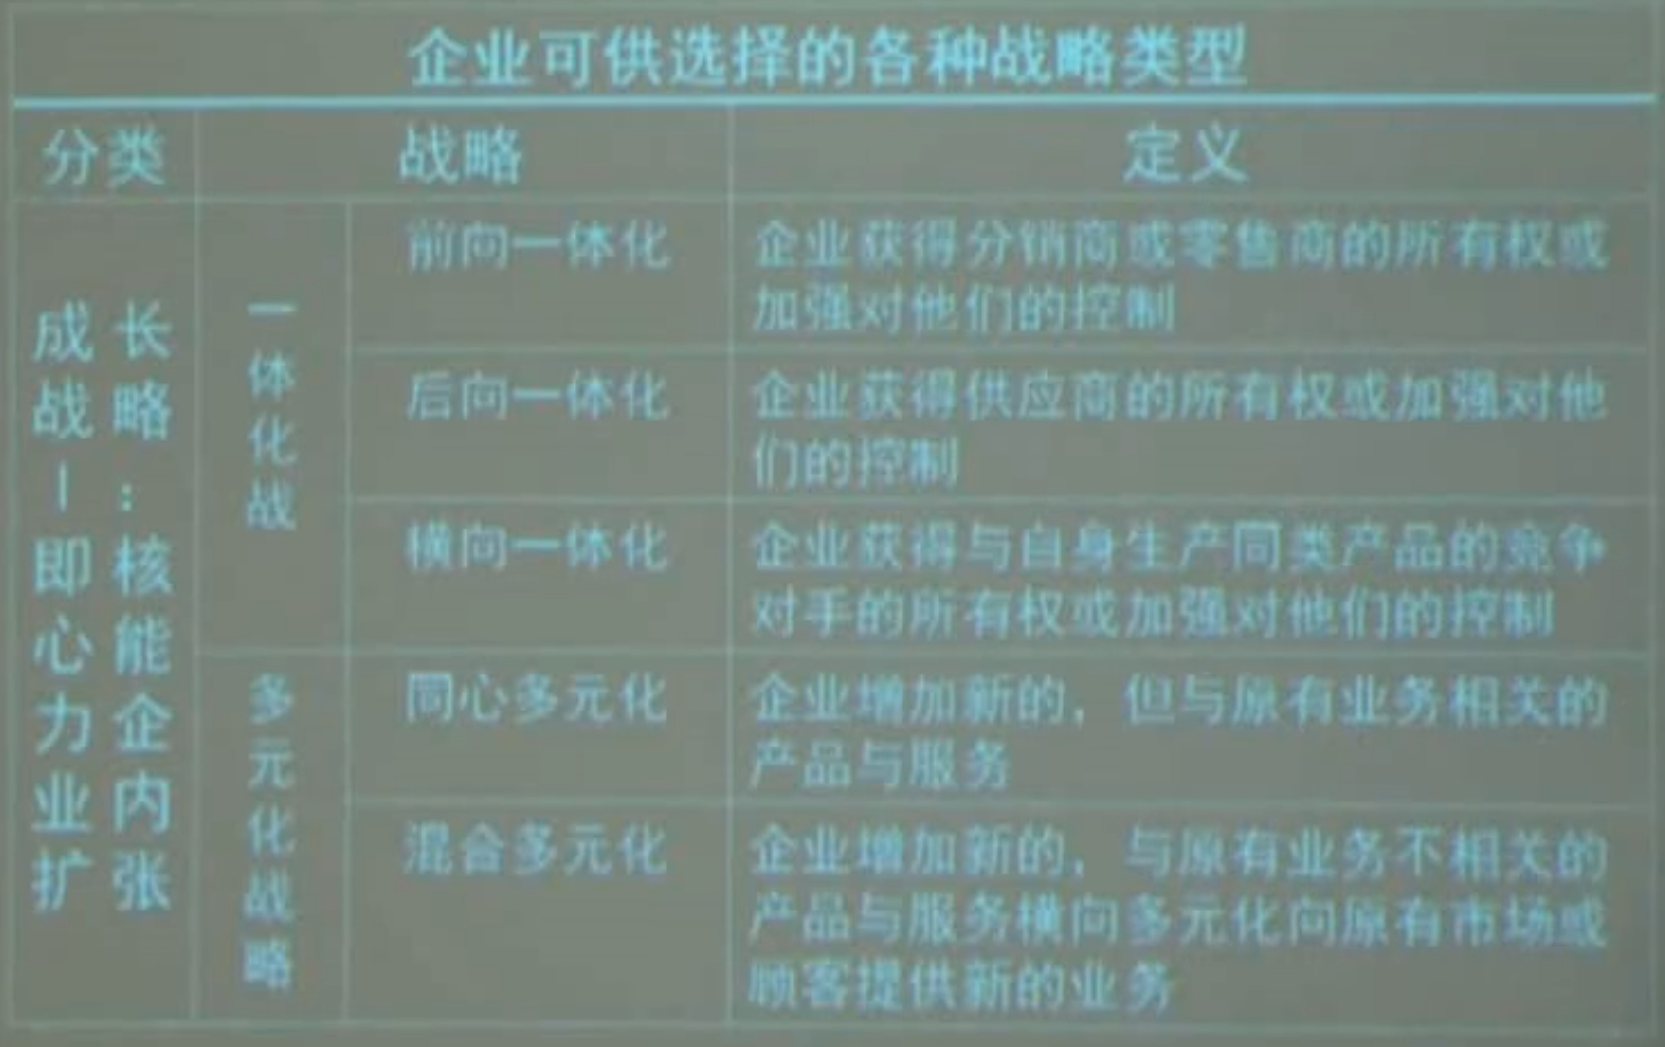 企业可供选择的各种战略类型
分类 战略 定义
成长
战略
— :
即核
心能
力企
业内
扩张
一
体
化
战
前向一体化
企业获得分销商或零售商的所有权或
加强对他们的控制
后向一体化
企业获得供应商的所有权或加强对他
们的控制
横向一体化
企业获得与自身生产同类产品的竞争
对手的所有权或加强对他们的控制
多
元
化
战
略
同心多元化
企业增加新的，但与原有业务相关的
产品与服务
混合多元化
企业增加新的，与原有业务不相关的
产品与服务横向多元化向原有市场或
顾客提供新的业务